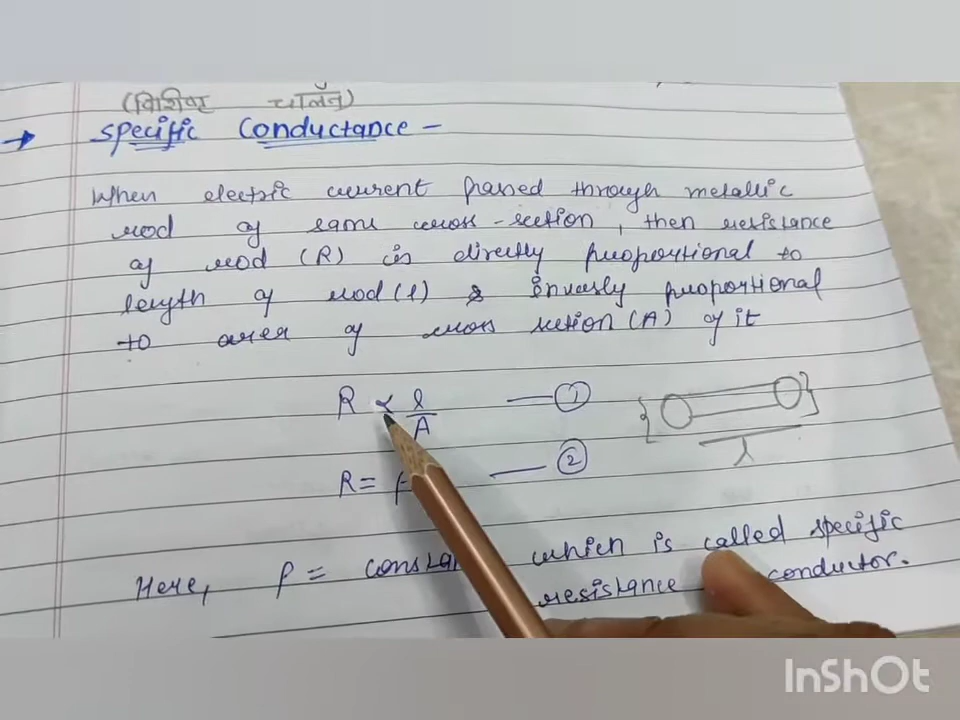 (विशिष्ट चालॅन)
→ Specific Conductance –
When electric current passed through metallic
rod of same cross-section, then resistance
of rod (R) is directly proportional to
length of rod (l) & inversly proportional
to area of cross section (A) of it
R ∝ l/A — ①
R = ρ — ②
Here, ρ = constan which is called specific
resistance conductor.
InShOt